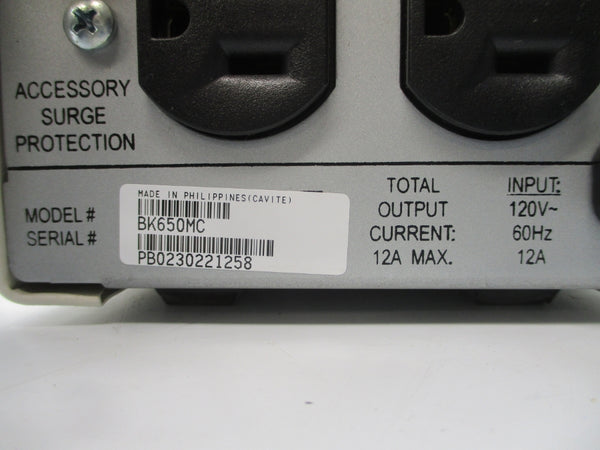 ACCESSORY
SURGE
PROTECTION
MODEL #
SERIAL #
MADE IN PHILIPPINES(CAVITE)
BK650MC
PB0230221258
TOTAL
OUTPUT
CURRENT:
12A MAX.
INPUT:
120V~
60Hz
12A